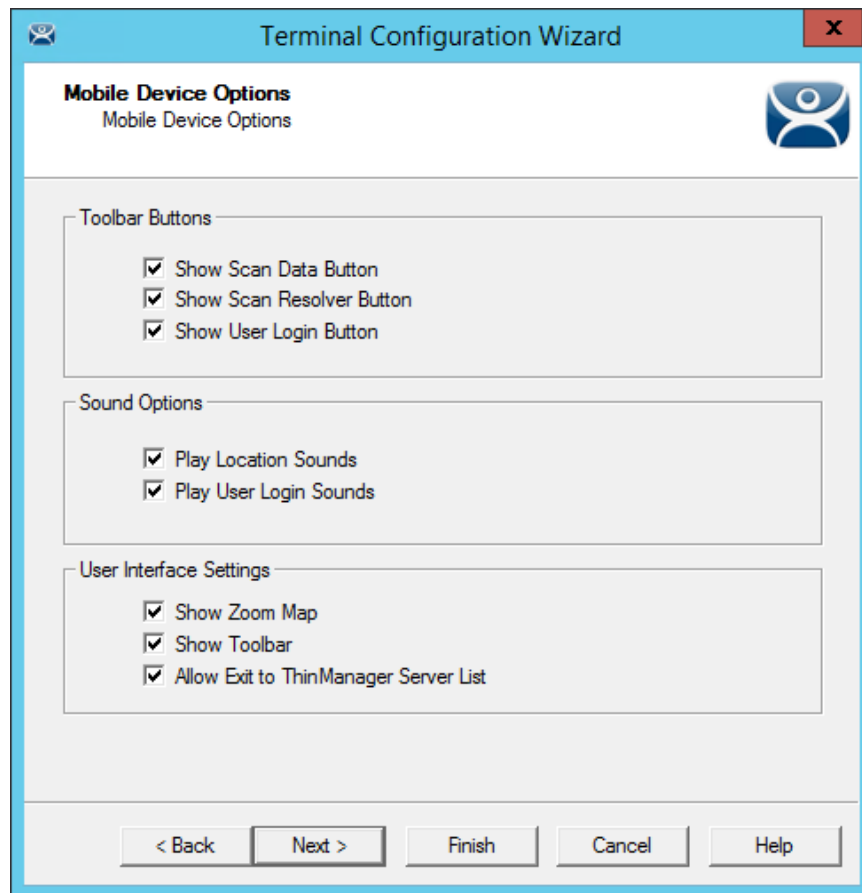 Terminal Configuration Wizard
x
Mobile Device Options
Mobile Device Options
Toolbar Buttons
Show Scan Data Button
Show Scan Resolver Button
Show User Login Button
Sound Options
Play Location Sounds
Play User Login Sounds
User Interface Settings
Show Zoom Map
Show Toolbar
Allow Exit to ThinManager Server List
< Back Next > Finish Cancel Help